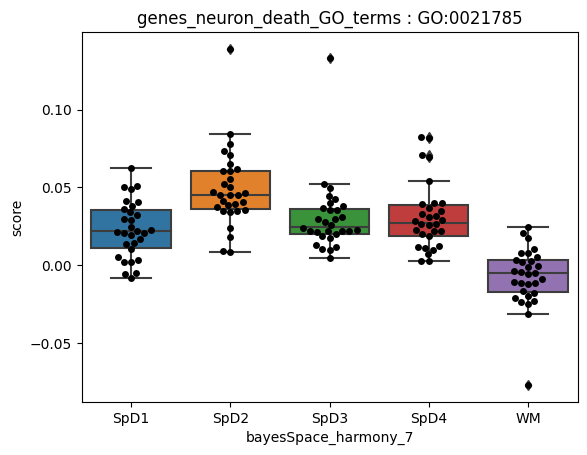 genes_neuron_death_GO_terms : GO:0021785
0.10
0.05
0.00
−0.05
score
SpD1 SpD2 SpD3 SpD4 WM
bayesSpace_harmony_7